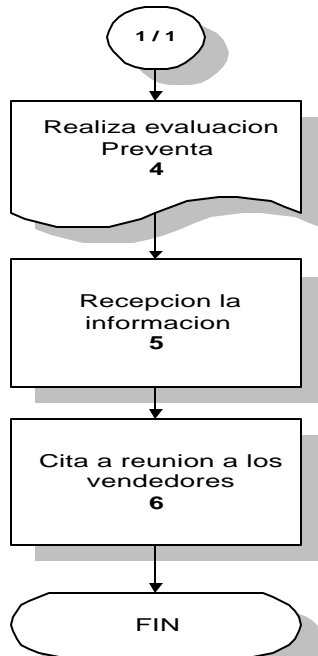 1 / 1
Realiza evaluacion
Preventa
4
Recepcion la
informacion
5
Cita a reunion a los
vendedores
6
FIN